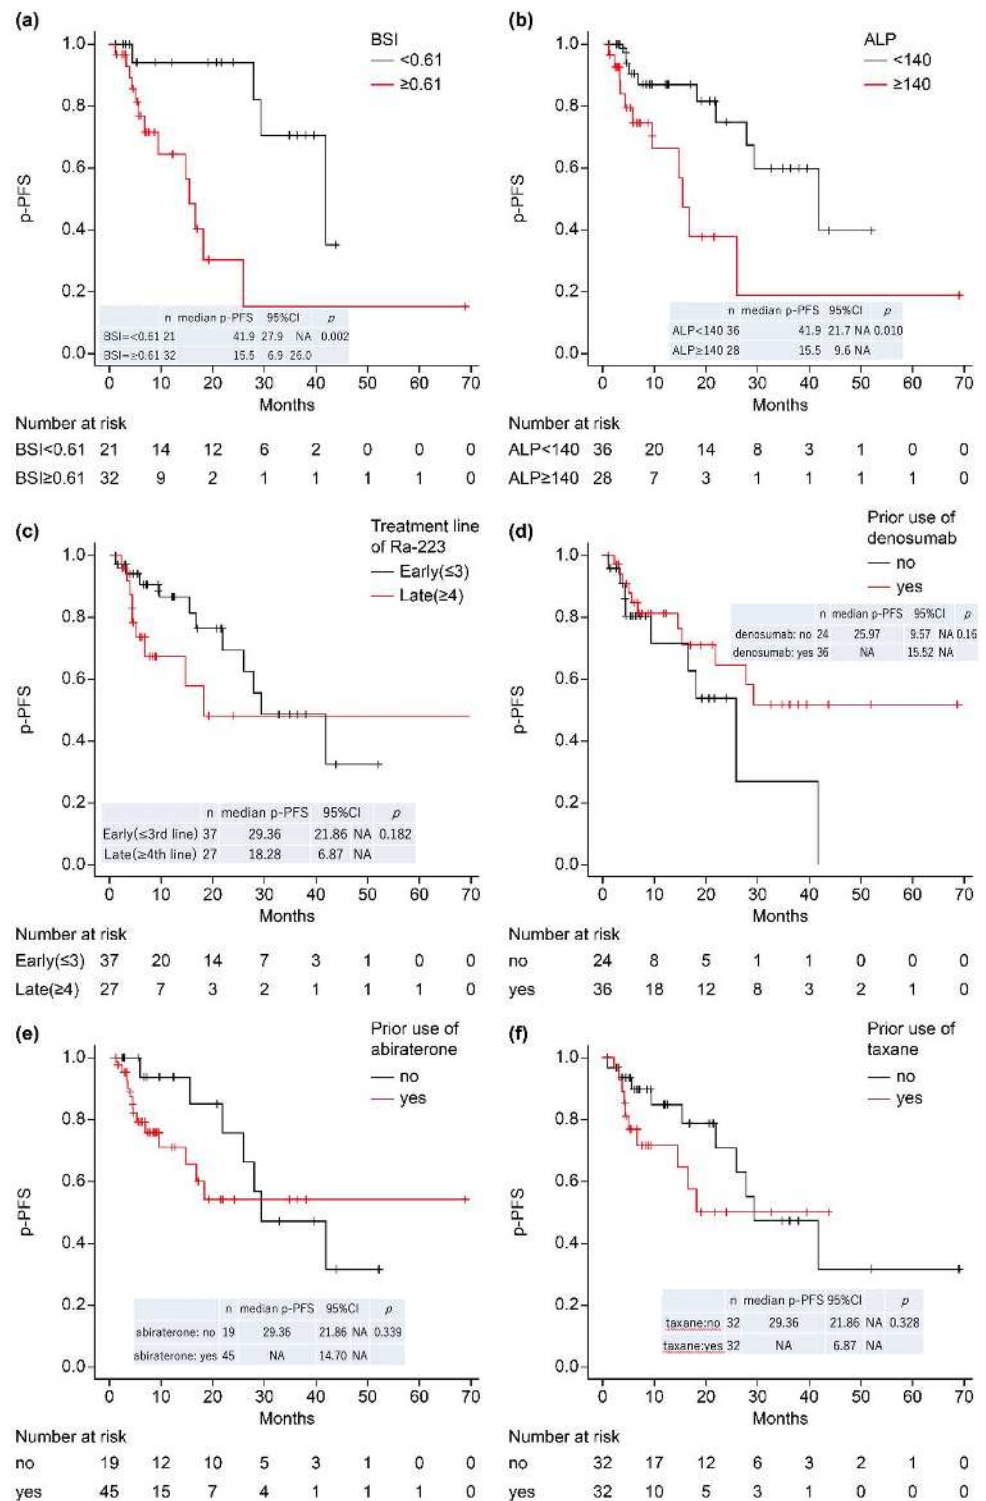 (a)
BSI
<0.61
≥0.61
1.0
0.8
0.6
0.4
0.2
0.0
p-PFS
n median p-PFS 95%CI p
BSI=<0.61 21 41.9 27.9 NA 0.002
BSI=≥0.61 32 15.5 6.9 26.0
0 10 20 30 40 50 60 70
Months
Number at risk
BSI<0.61 21 14 12 6 2 0 0 0
BSI≥0.61 32 9 2 1 1 1 1 0
(b)
ALP
<140
≥140
1.0
0.8
0.6
0.4
0.2
0.0
p-PFS
n median p-PFS 95%CI p
ALP<140 36 41.9 21.7 NA 0.010
ALP≥140 28 15.5 9.6 NA
0 10 20 30 40 50 60 70
Months
Number at risk
ALP<140 36 20 14 8 3 1 0 0
ALP≥140 28 7 3 1 1 1 1 0
(c)
Treatment line
of Ra-223
Early(≤3)
Late(≥4)
1.0
0.8
0.6
0.4
0.2
0.0
p-PFS
n median p-PFS 95%CI p
Early(≤3rd line) 37 29.36 21.86 NA 0.182
Late(≥4th line) 27 18.28 6.87 NA
0 10 20 30 40 50 60 70
Months
Number at risk
Early(≤3) 37 20 14 7 3 1 0 0
Late(≥4) 27 7 3 2 1 1 1 0
(d)
Prior use of
denosumab
no
yes
1.0
0.8
0.6
0.4
0.2
0.0
p-PFS
n median p-PFS 95%CI p
denosumab: no 24 25.97 9.57 NA 0.16
denosumab: yes 36 NA 15.52 NA
0 10 20 30 40 50 60 70
Months
Number at risk
no 24 8 5 1 1 0 0 0
yes 36 18 12 8 3 2 1 0
(e)
Prior use of
abiraterone
no
yes
1.0
0.8
0.6
0.4
0.2
0.0
p-PFS
n median p-PFS 95%CI p
abiraterone: no 19 29.36 21.86 NA 0.339
abiraterone: yes 45 NA 14.70 NA
0 10 20 30 40 50 60 70
Months
Number at risk
no 19 12 10 5 3 1 0 0
yes 45 15 7 4 1 1 1 0
(f)
Prior use of
taxane
no
yes
1.0
0.8
0.6
0.4
0.2
0.0
p-PFS
n median p-PFS 95%CI p
taxane:no 32 29.36 21.86 NA 0.328
taxane:yes 32 NA 6.87 NA
0 10 20 30 40 50 60 70
Months
Number at risk
no 32 17 12 6 3 2 1 0
yes 32 10 5 3 1 0 0 0